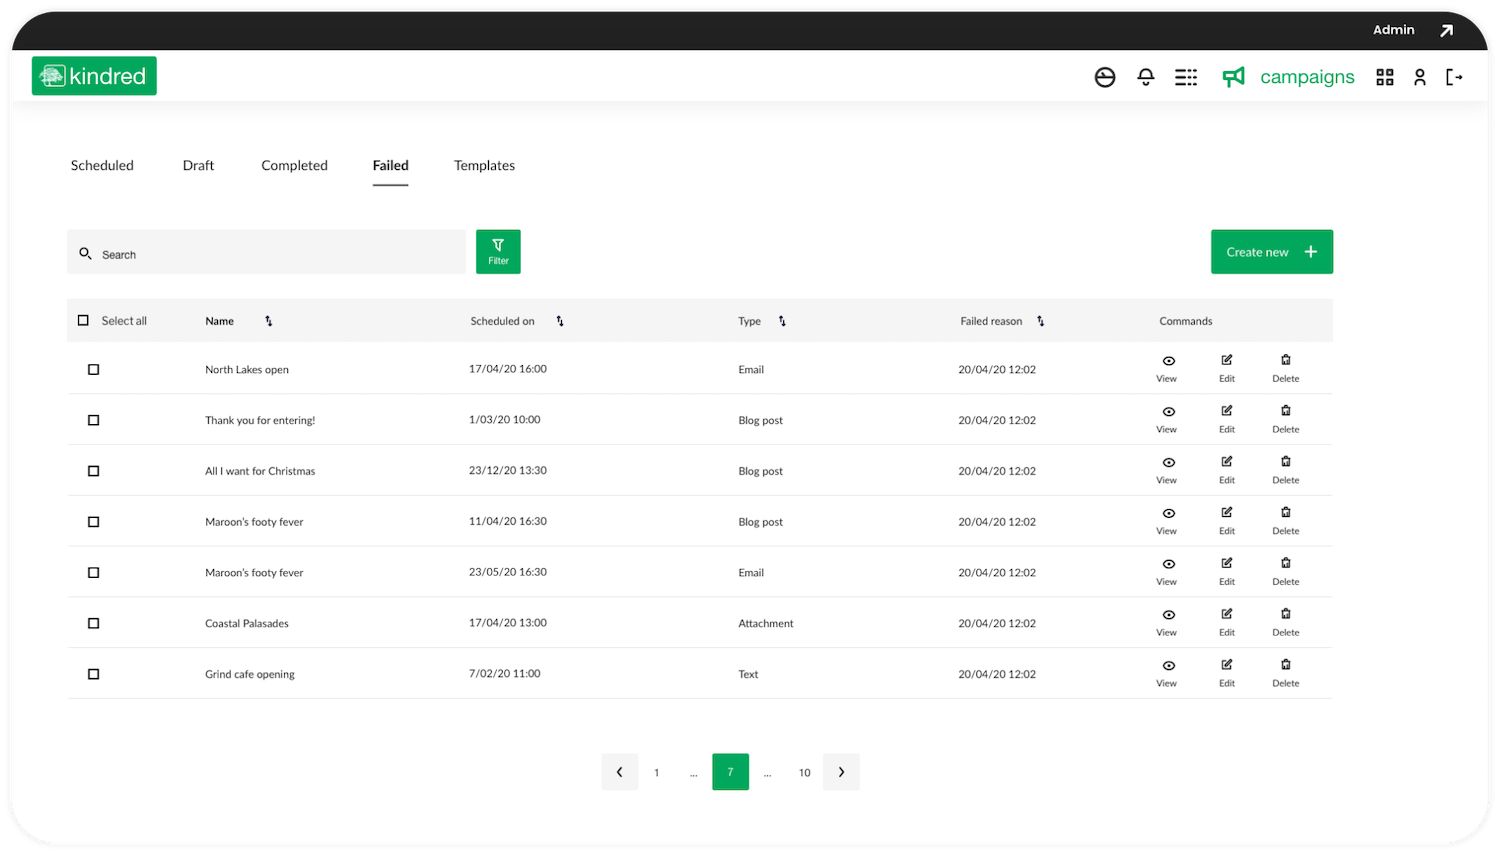 Admin
kindred
campaigns
Scheduled Draft Completed Failed Templates
Search
Filter
Create new
Select all Name Scheduled on Type Failed reason Commands
North Lakes open 17/04/20 16:00 Email 20/04/20 12:02 View Edit Delete
Thank you for entering! 1/03/20 10:00 Blog post 20/04/20 12:02 View Edit Delete
All I want for Christmas 23/12/20 13:30 Blog post 20/04/20 12:02 View Edit Delete
Maroon's footy fever 11/04/20 16:30 Blog post 20/04/20 12:02 View Edit Delete
Maroon's footy fever 23/05/20 16:30 Email 20/04/20 12:02 View Edit Delete
Coastal Palasades 17/04/20 13:00 Attachment 20/04/20 12:02 View Edit Delete
Grind cafe opening 7/02/20 11:00 Text 20/04/20 12:02 View Edit Delete
1 ... 7 ... 10